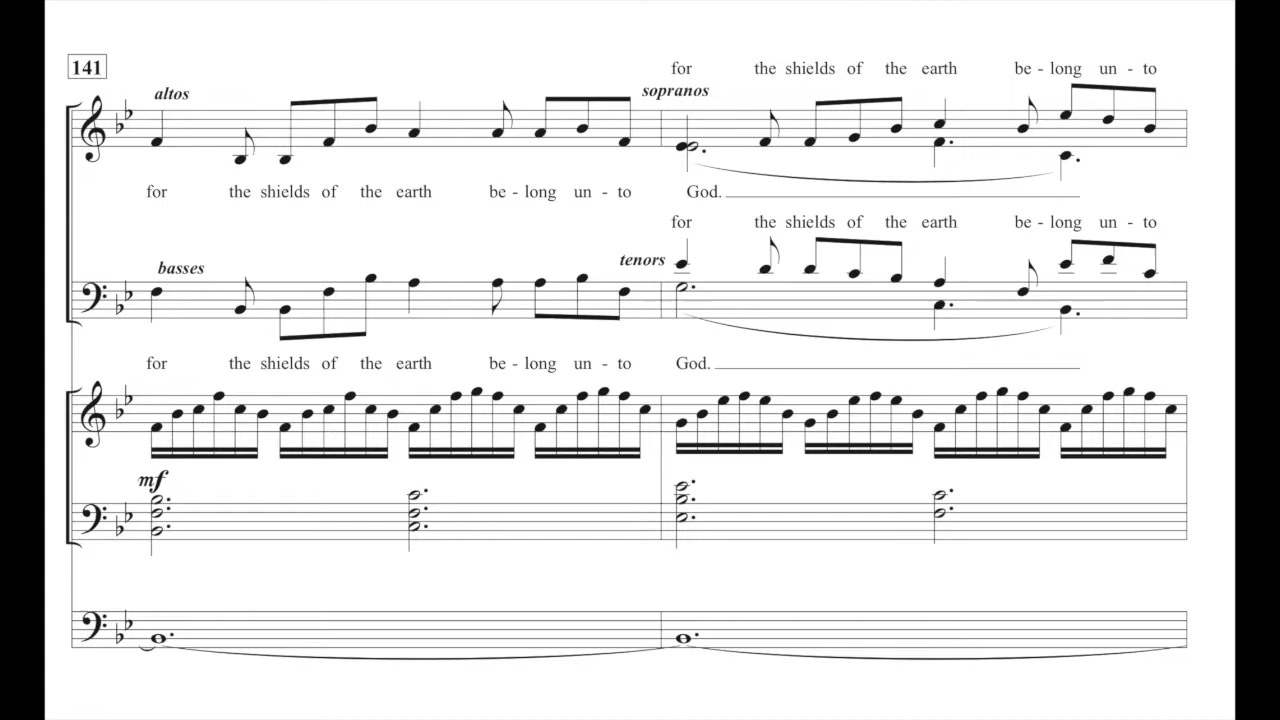 141
for the shields of the earth be - long un - to
altos
sopranos
for the shields of the earth be - long un - to God.
for the shields of the earth be - long un - to
basses
tenors
for the shields of the earth be - long un - to God.
mf